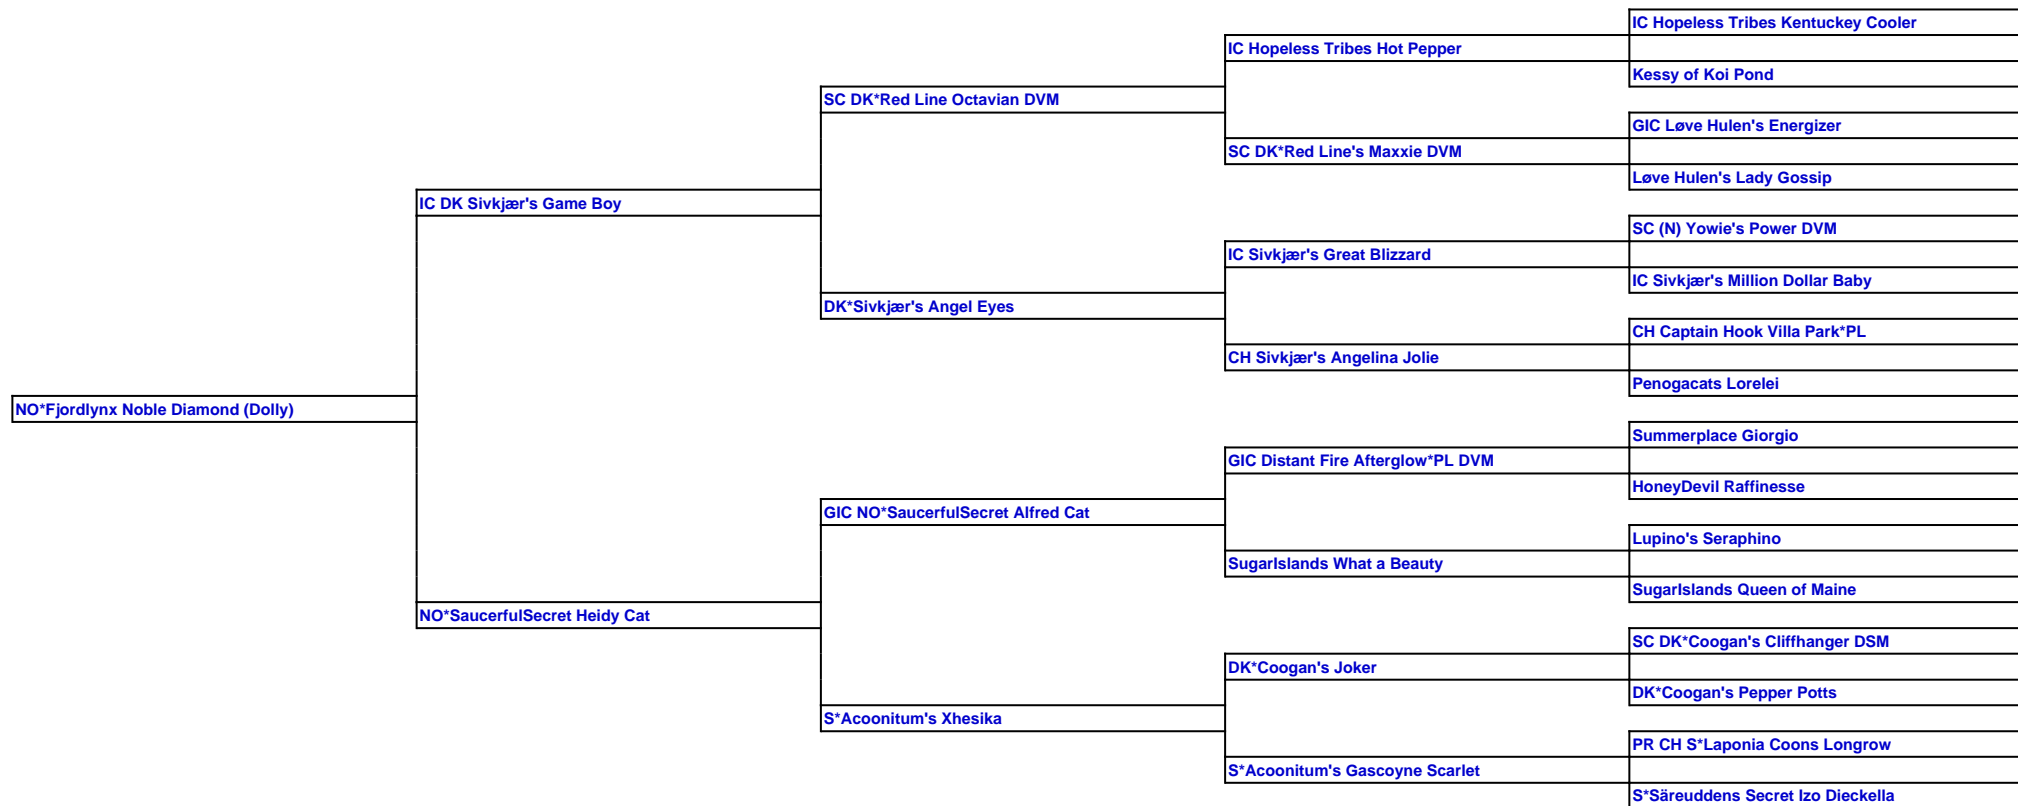 IC Hopeless Tribes Kentuckey Cooler
IC Hopeless Tribes Hot Pepper
Kessy of Koi Pond
SC DK*Red Line Octavian DVM
GIC Løve Hulen's Energizer
SC DK*Red Line's Maxxie DVM
Løve Hulen's Lady Gossip
IC DK Sivkjær's Game Boy
SC (N) Yowie's Power DVM
IC Sivkjær's Great Blizzard
IC Sivkjær's Million Dollar Baby
DK*Sivkjær's Angel Eyes
CH Captain Hook Villa Park*PL
CH Sivkjær's Angelina Jolie
Penogacats Lorelei
NO*Fjordlynx Noble Diamond (Dolly)
Summerplace Giorgio
GIC Distant Fire Afterglow*PL DVM
HoneyDevil Raffinesse
GIC NO*SaucerfulSecret Alfred Cat
Lupino's Seraphino
SugarIslands What a Beauty
SugarIslands Queen of Maine
NO*SaucerfulSecret Heidy Cat
SC DK*Coogan's Cliffhanger DSM
DK*Coogan's Joker
DK*Coogan's Pepper Potts
S*Acoonitum's Xhesika
PR CH S*Laponia Coons Longrow
S*Acoonitum's Gascoyne Scarlet
S*Säreuddens Secret Izo Dieckella